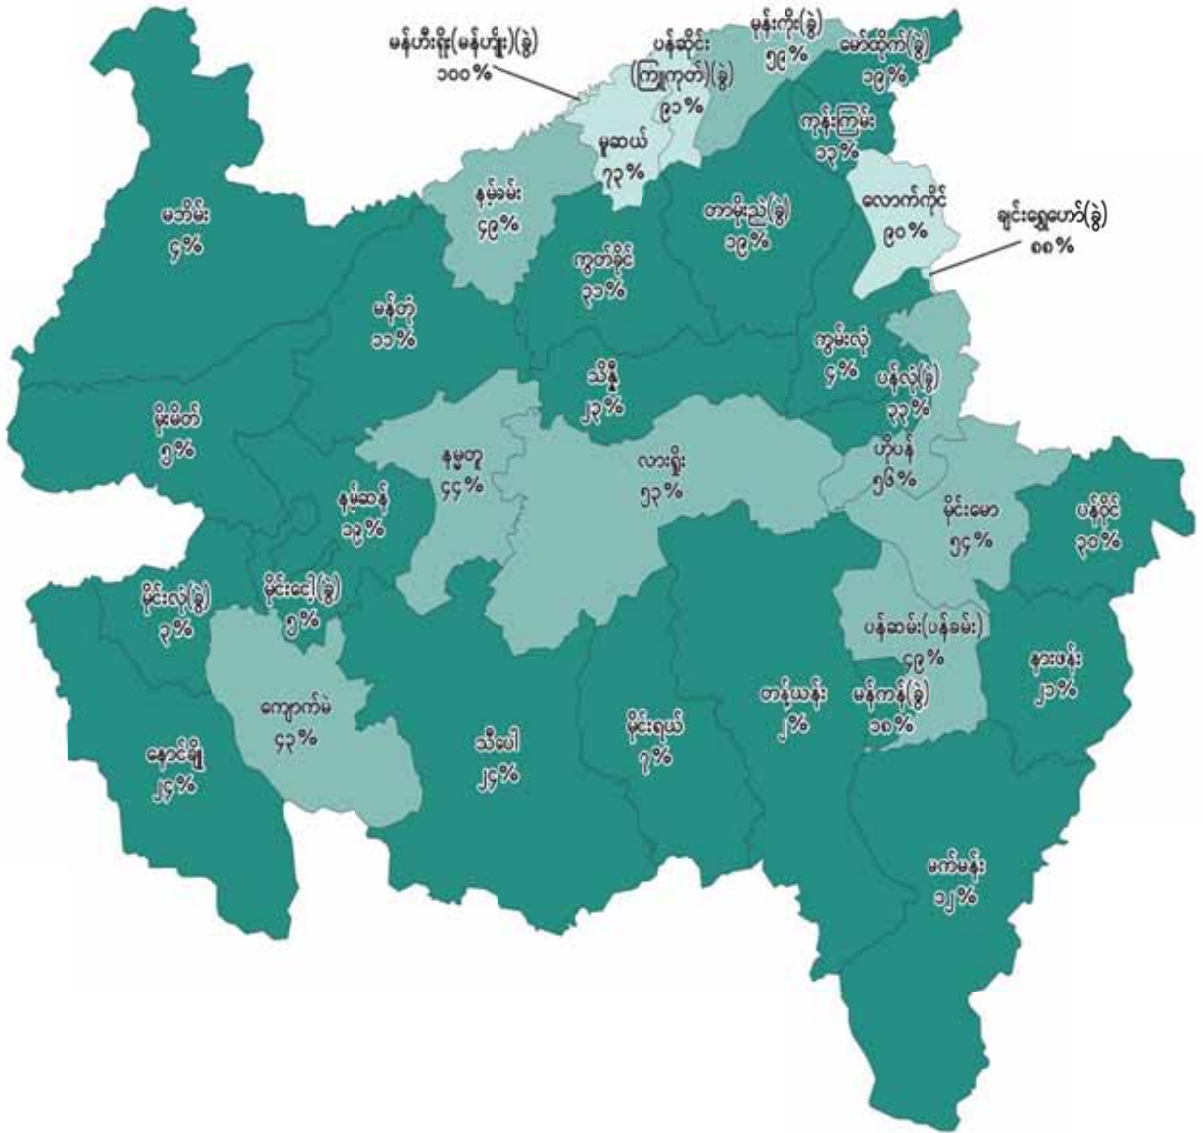 မုန်းကိုး(ခွဲ)
၅၉%
မန်ဟီးရိုး(မန်ဟျိုး)(ခွဲ)
၁၀၀%
ပန်ဆိုင်း
(ကြူကုတ်)(ခွဲ)
၉၁%
မော်ထိုက်(ခွဲ)
၁၉%
ကုန်းကြမ်း
၁၃%
မူဆယ်
၇၃%
နမ့်ခမ်း
၄၉%
မဘိမ်း
၄%
တာမိုးညဲ(ခွဲ)
၁၉%
လောက်ကိုင်
၉၀%
ချင်းရွှေဟော်(ခွဲ)
၈၈%
ကွတ်ခိုင်
၃၁%
မန်တုံ
၁၁%
ကွမ်းလုံ
၄%
သိန္နီ
၂၃%
ပန်လုံ(ခွဲ)
၃၃%
မိုးမိတ်
၅%
နမ္မတူ
၄၄%
လားရှိုး
၅၃%
ဟိုပန်
၅၆%
နမ့်ဆန်
၁၉%
မိုင်းမော
၅၄%
ပန်ဝိုင်
၃၁%
မိုင်းလုံ(ခွဲ)
၃%
မိုင်းငေါ့(ခွဲ)
၅%
ပန်ဆမ်း(ပန်ခမ်း)
၄၉%
နားဖန်း
၂၁%
ကျောက်မဲ
၄၃%
တန့်ယန်း
၂%
မန်ကန်(ခွဲ)
၁၈%
နောင်ချို
၂၄%
သီပေါ
၂၄%
မိုင်းရယ်
၇%
မက်မန်း
၁၂%